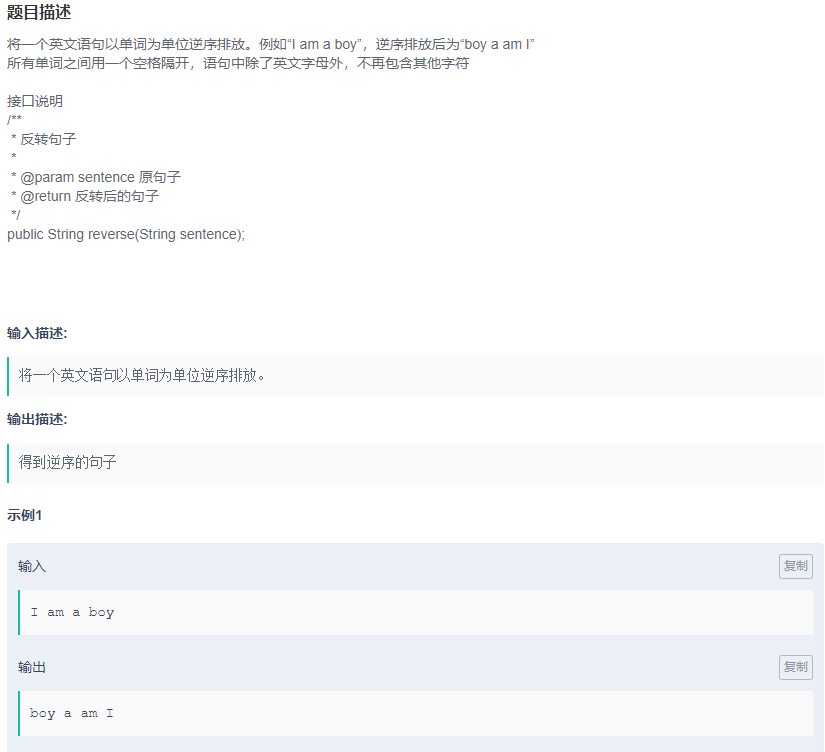 题目描述
将一个英文语句以单词为单位逆序排放。例如“I am a boy”，逆序排放后为“boy a am I”
所有单词之间用一个空格隔开，语句中除了英文字母外，不再包含其他字符
接口说明
/**
* 反转句子
*
* @param sentence 原句子
* @return 反转后的句子
*/
public String reverse(String sentence);
输入描述:
将一个英文语句以单词为单位逆序排放。
输出描述:
得到逆序的句子
示例1
输入
复制
I am a boy
输出
复制
boy a am I